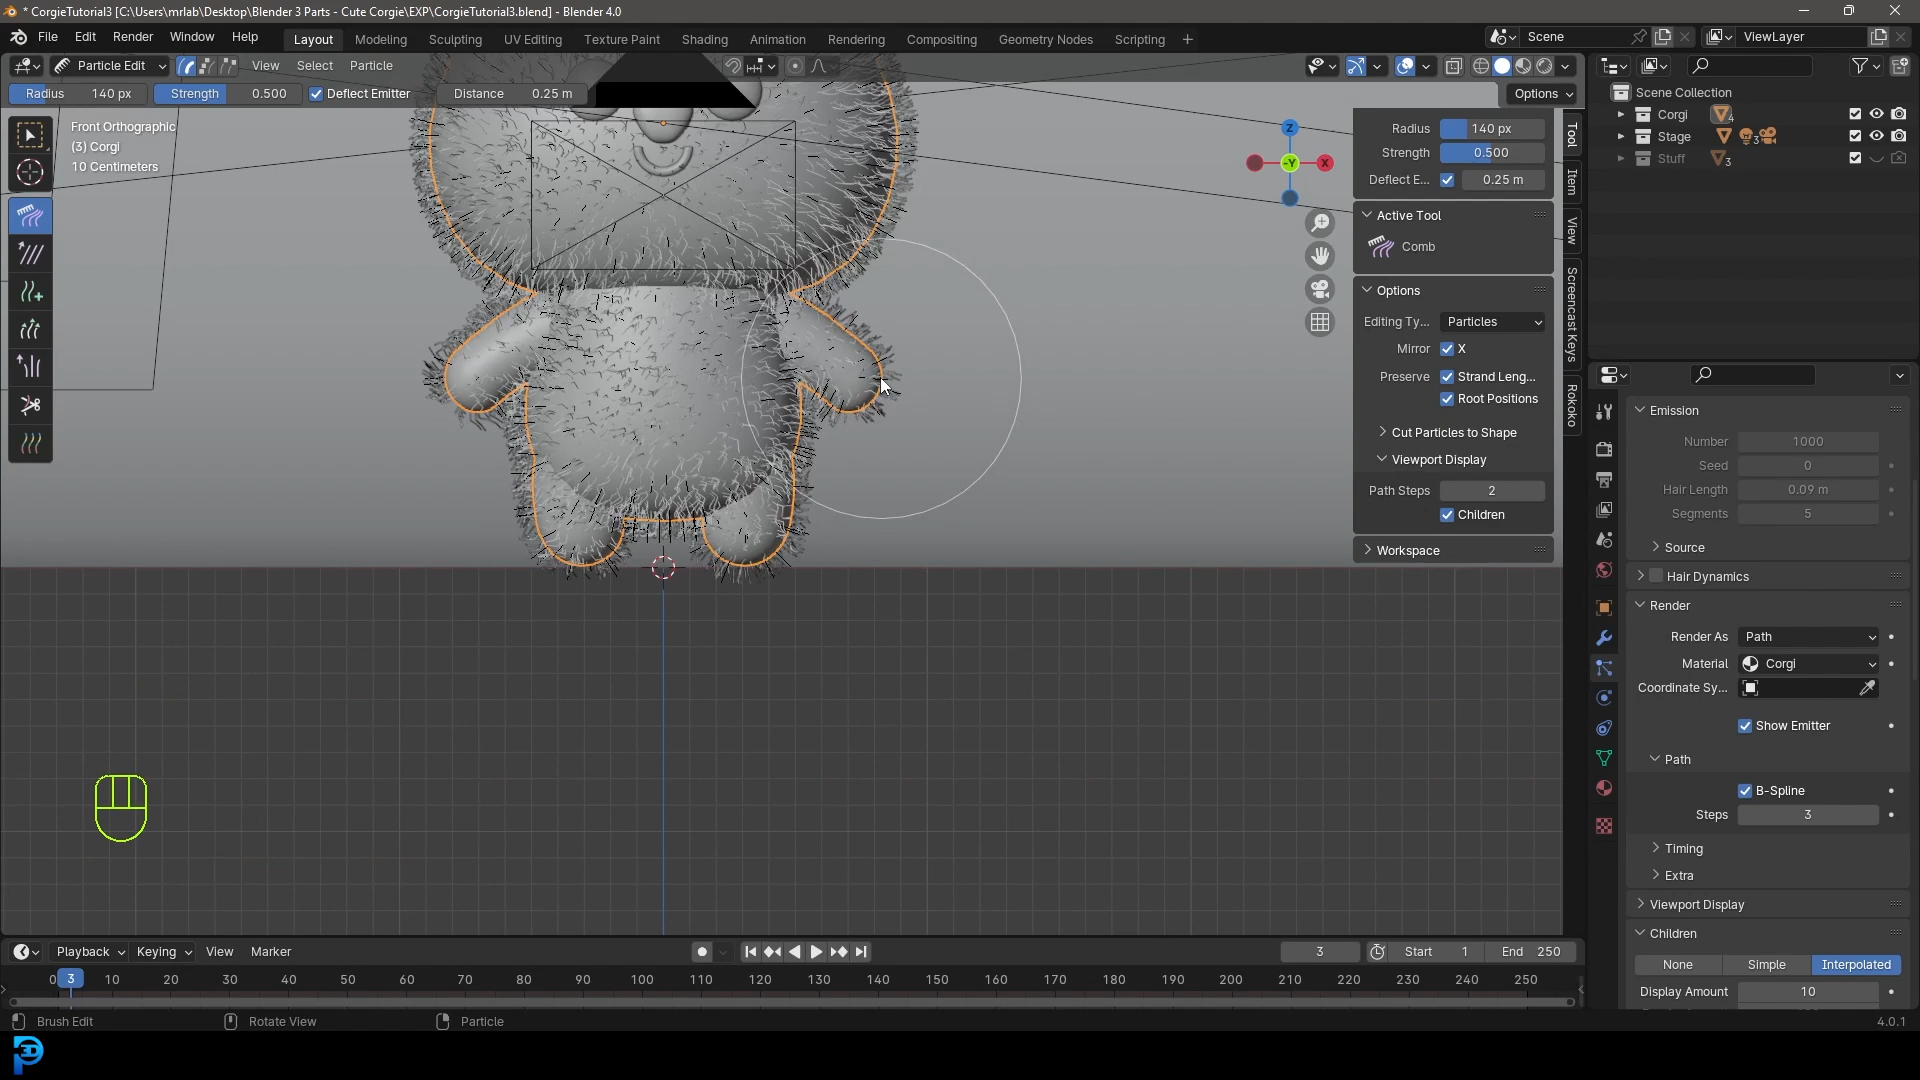 * CorgieTutorial3 [C:\Users\mrlab\Desktop\Blender 3 Parts - Cute Corgie\EXP\CorgieTutorial3.blend] - Blender 4.0
File Edit Render Window Help Layout Modeling Sculpting UV Editing Texture Paint Shading Animation Rendering Compositing Geometry Nodes Scripting + Scene ViewLayer
Particle Edit View Select Particle
Radius 140 px Strength 0.500 Deflect Emitter Distance 0.25 m Options
Front Orthographic
(3) Corgi
10 Centimeters
Z
X
-Y
Radius 140 px
Strength 0.500
Deflect E... 0.25 m
Active Tool
Comb
Options
Editing Ty... Particles
Mirror X
Preserve Strand Leng...
Root Positions
Cut Particles to Shape
Viewport Display
Path Steps 2
Children
Workspace
Tool
Item
View
Screencast Keys
Rokoko
Scene Collection
Corgi 4
Stage 3
Stuff 3
Emission
Number 1000
Seed 0
Hair Length 0.09 m
Segments 5
Source
Hair Dynamics
Render
Render As Path
Material Corgi
Coordinate Sy...
Show Emitter
Path
B-Spline
Steps 3
Timing
Extra
Viewport Display
Children
None Simple Interpolated
Display Amount 10
Playback Keying View Marker 3 Start 1 End 250
0 3 10 20 30 40 50 60 70 80 90 100 110 120 130 140 150 160 170 180 190 200 210 220 230 240 250
Brush Edit Rotate View Particle 4.0.1
3D